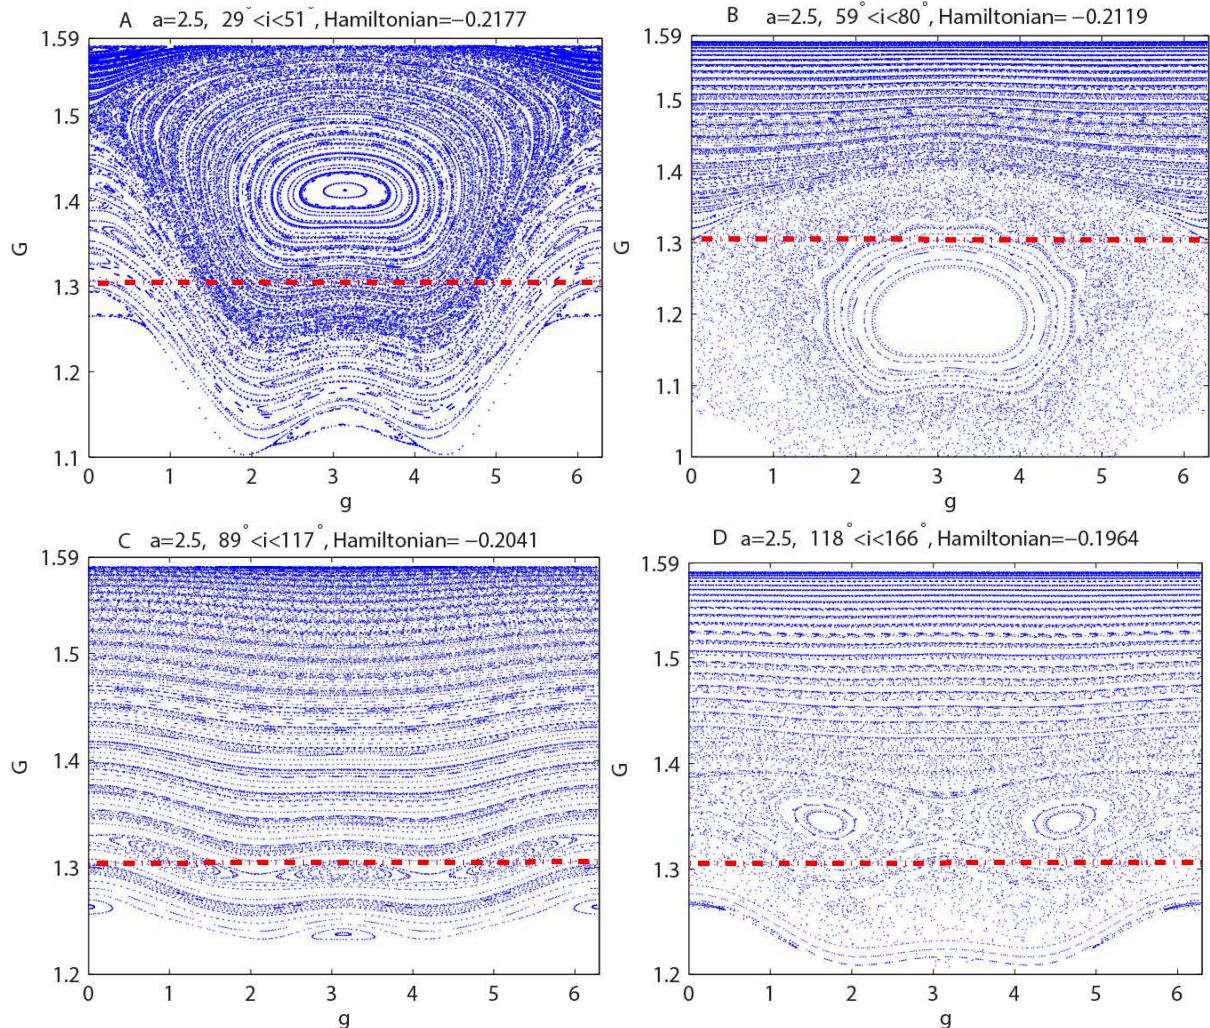 A a=2.5, 29°<i<51°, Hamiltonian=−0.2177
1.59
1.5
1.4
G
1.3
1.2
1.1
0 1 2 3 4 5 6
g
B a=2.5, 59°<i<80°, Hamiltonian= −0.2119
1.59
1.5
1.4
G
1.3
1.2
1.1
1
0 1 2 3 4 5 6
g
C a=2.5, 89°<i<117°, Hamiltonian= −0.2041
1.59
1.5
G
1.4
1.3
1.2
0 1 2 3 4 5 6
g
D a=2.5, 118°<i<166°, Hamiltonian=−0.1964
1.59
1.5
G
1.4
1.3
1.2
0 1 2 3 4 5 6
g